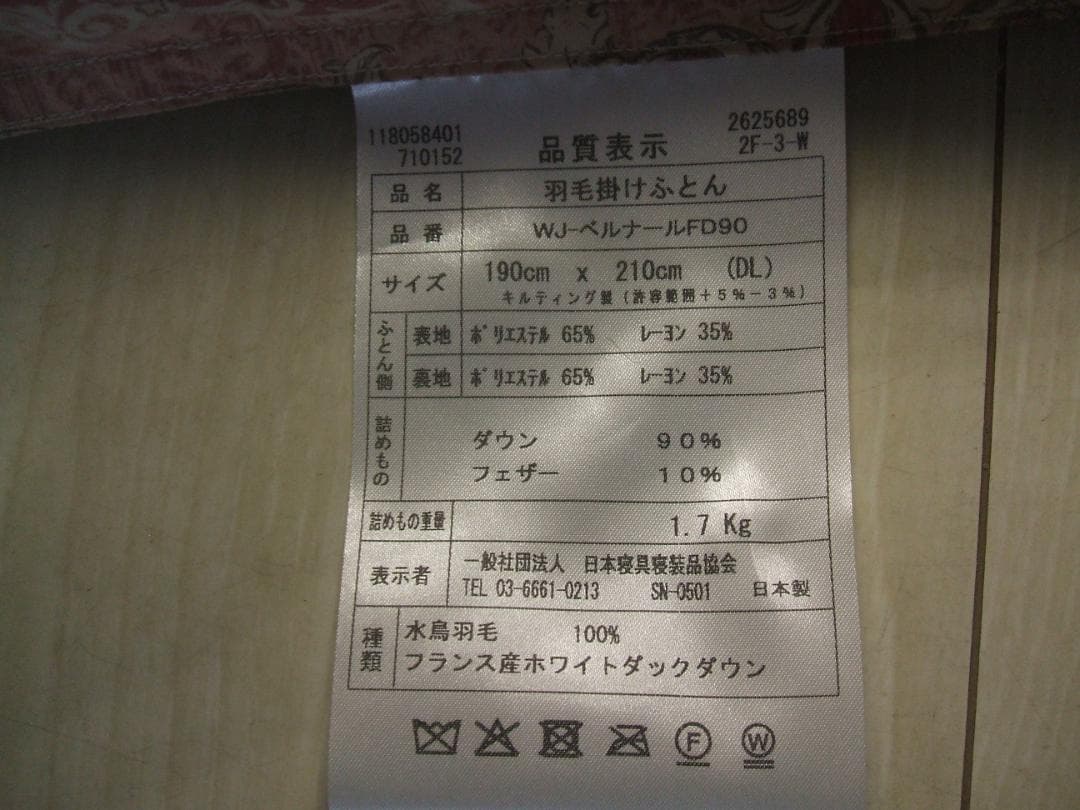 118058401
710152
品質表示
2625689
2F-3-W
品名 羽毛掛けふとん
品番 WJ-ベルナールFD90
サイズ 190cm x 210cm (DL)
キルティング製(許容範囲+5%-3%)
ふとん側
表地 ポリエステル 65% レーヨン 35%
裏地 ポリエステル 65% レーヨン 35%
詰めもの
ダウン 90%
フェザー 10%
詰めもの重量 1.7 Kg
表示者
一般社団法人 日本寝具寝装品協会
TEL 03-6661-0213 SN-0501 日本製
種類
水鳥羽毛 100%
フランス産ホワイトダックダウン
F W